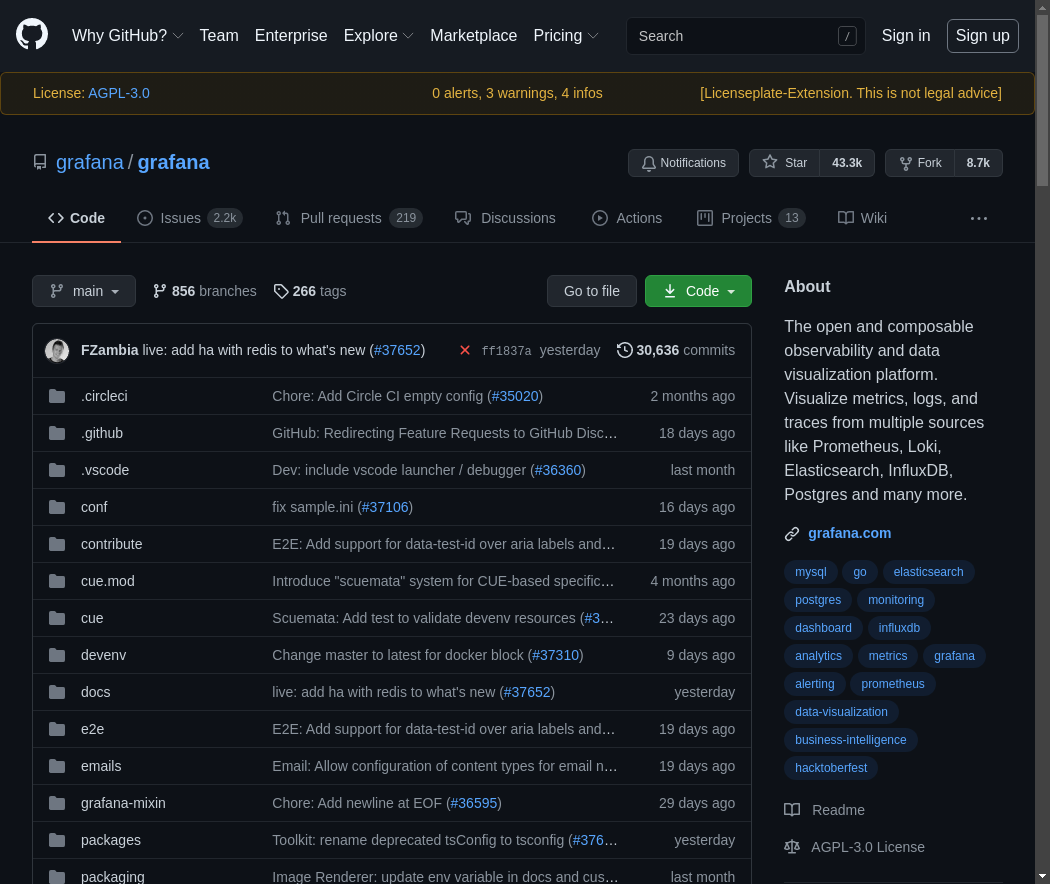 Why GitHub? Team Enterprise Explore Marketplace Pricing Search / Sign in Sign up
License: AGPL-3.0 0 alerts, 3 warnings, 4 infos [Licenseplate-Extension. This is not legal advice]
grafana / grafana Notifications Star 43.3k Fork 8.7k
Code Issues 2.2k Pull requests 219 Discussions Actions Projects 13 Wiki ...
main 856 branches 266 tags Go to file Code
FZambia live: add ha with redis to what's new (#37652) ff1837a yesterday 30,636 commits
.circleci Chore: Add Circle CI empty config (#35020) 2 months ago
.github GitHub: Redirecting Feature Requests to GitHub Disc… 18 days ago
.vscode Dev: include vscode launcher / debugger (#36360) last month
conf fix sample.ini (#37106) 16 days ago
contribute E2E: Add support for data-test-id over aria labels and… 19 days ago
cue.mod Introduce "scuemata" system for CUE-based specific… 4 months ago
cue Scuemata: Add test to validate devenv resources (#3… 23 days ago
devenv Change master to latest for docker block (#37310) 9 days ago
docs live: add ha with redis to what's new (#37652) yesterday
e2e E2E: Add support for data-test-id over aria labels and… 19 days ago
emails Email: Allow configuration of content types for email n… 19 days ago
grafana-mixin Chore: Add newline at EOF (#36595) 29 days ago
packages Toolkit: rename deprecated tsConfig to tsconfig (#376… yesterday
packaging Image Renderer: update env variable in docs and cus… last month
About
The open and composable
observability and data
visualization platform.
Visualize metrics, logs, and
traces from multiple sources
like Prometheus, Loki,
Elasticsearch, InfluxDB,
Postgres and many more.
grafana.com
mysql go elasticsearch
postgres monitoring
dashboard influxdb
analytics metrics grafana
alerting prometheus
data-visualization
business-intelligence
hacktoberfest
Readme
AGPL-3.0 License